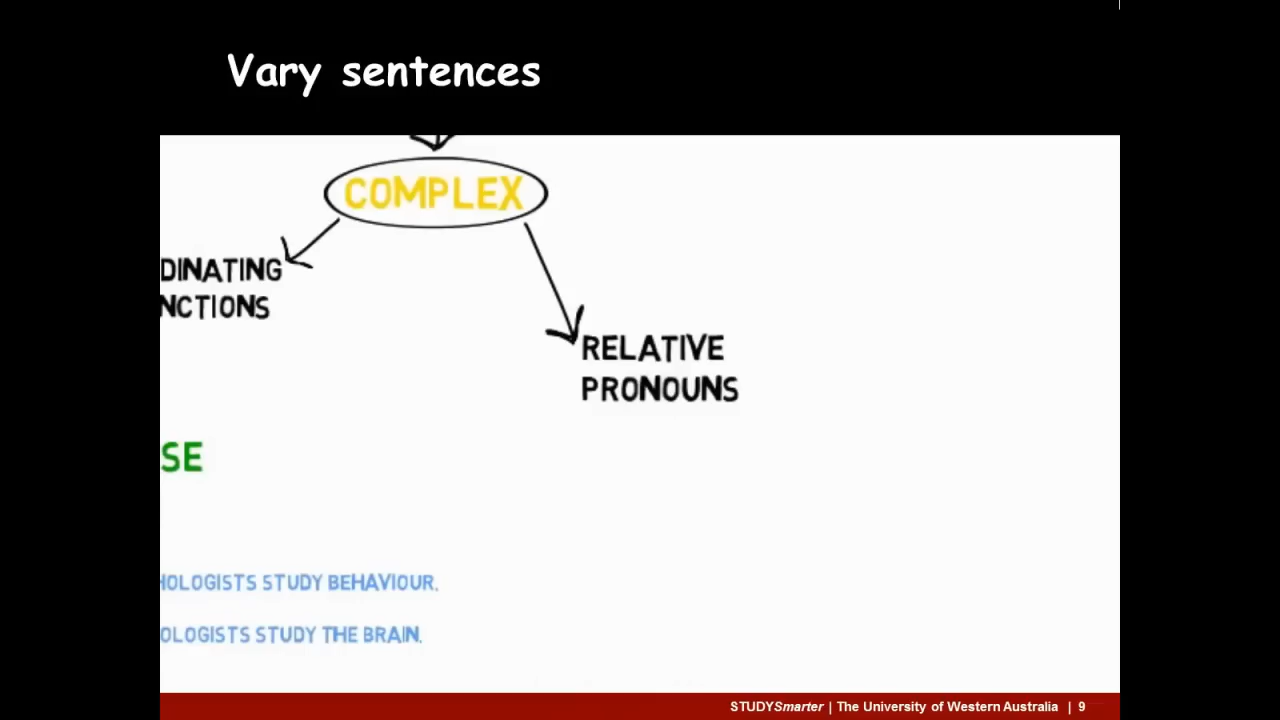 Vary sentences
COMPLEX
DINATING
NCTIONS
RELATIVE
PRONOUNS
SE
HOLOGISTS STUDY BEHAVIOUR.
OLOGISTS STUDY THE BRAIN.
STUDYSmarter | The University of Western Australia | 9